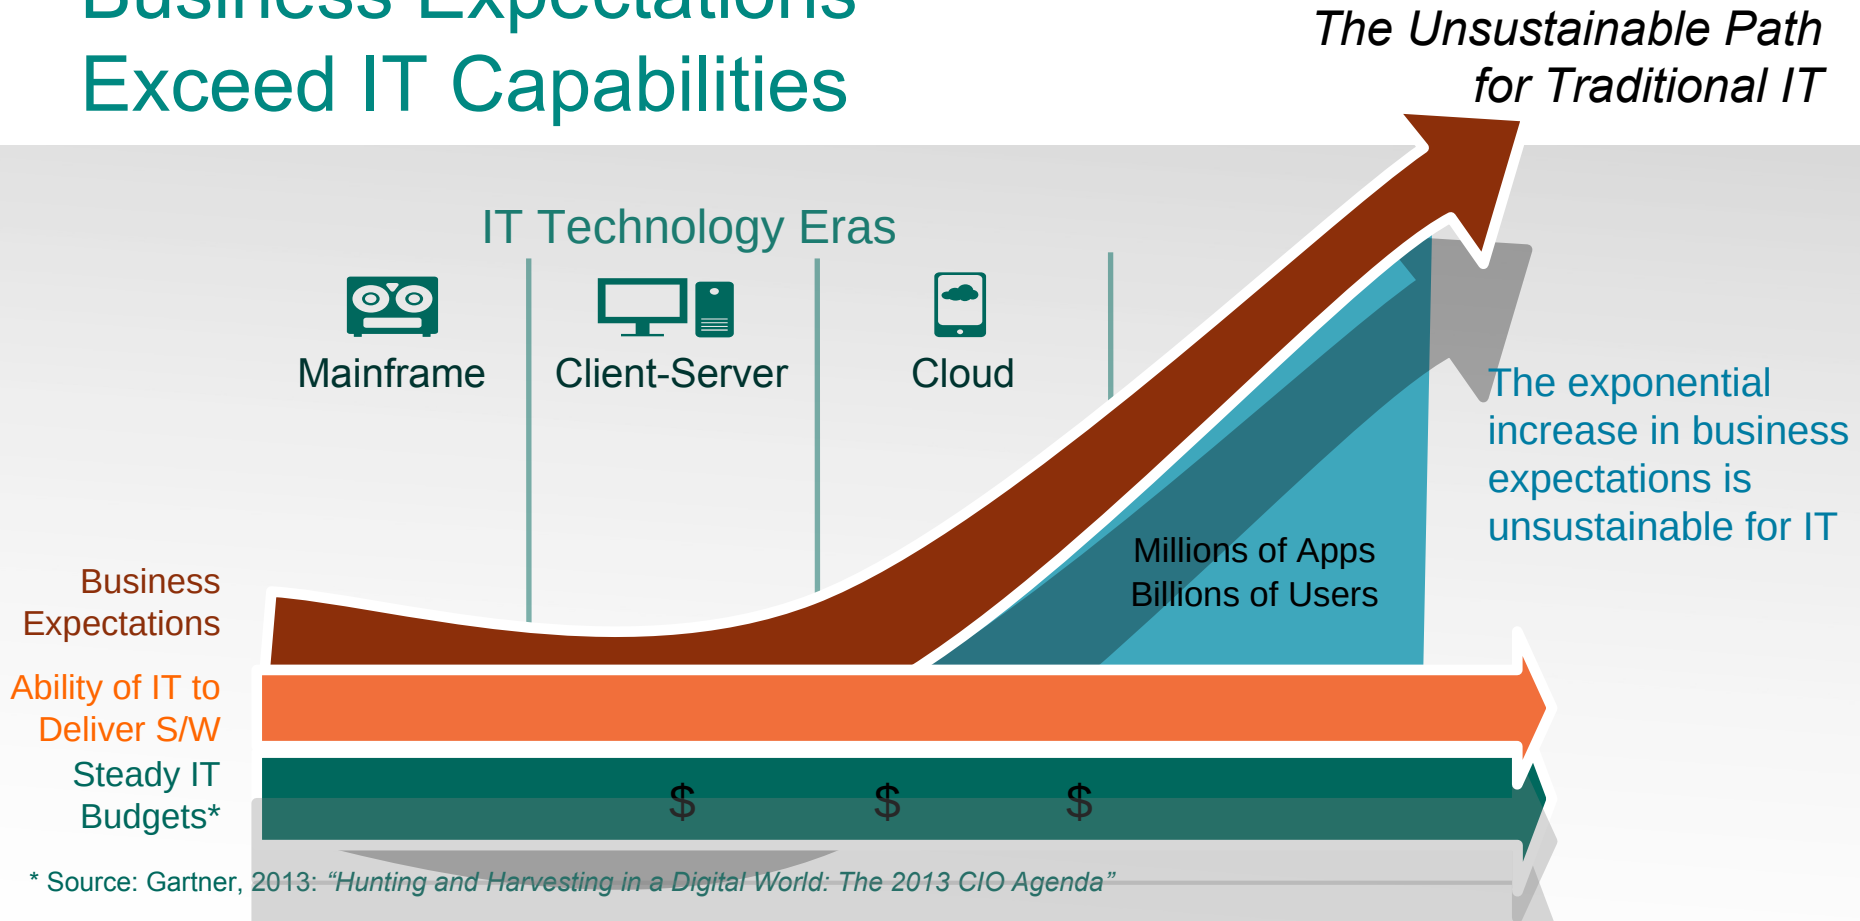 Business Expectations
Exceed IT Capabilities
The Unsustainable Path
for Traditional IT
IT Technology Eras
Mainframe
Client-Server
Cloud
The exponential
increase in business
expectations is
unsustainable for IT
Millions of Apps
Billions of Users
Business
Expectations
Ability of IT to
Deliver S/W
Steady IT
Budgets*
$ $ $
* Source: Gartner, 2013: “Hunting and Harvesting in a Digital World: The 2013 CIO Agenda”